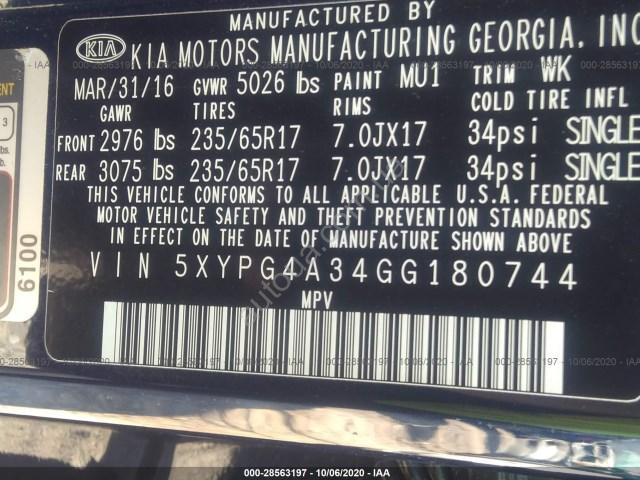 MANUFACTURED BY
KIA KIA MOTORS MANUFACTURING GEORGIA, INC
MAR/31/16 GVWR 5026 lbs PAINT MU1 TRIM WK
GAWR TIRES RIMS COLD TIRE INFL
FRONT 2976 lbs 235/65R17 7.0JX17 34psi SINGLE
REAR 3075 lbs 235/65R17 7.0JX17 34psi SINGLE
THIS VEHICLE CONFORMS TO ALL APPLICABLE U.S.A. FEDERAL
MOTOR VEHICLE SAFETY AND THEFT PREVENTION STANDARDS
IN EFFECT ON THE DATE OF MANUFACTURE SHOWN ABOVE
VIN 5XYPG4A34GG180744
MPV
6100
3
lbs.
000-28563197 - 10/06/2020 - IAA